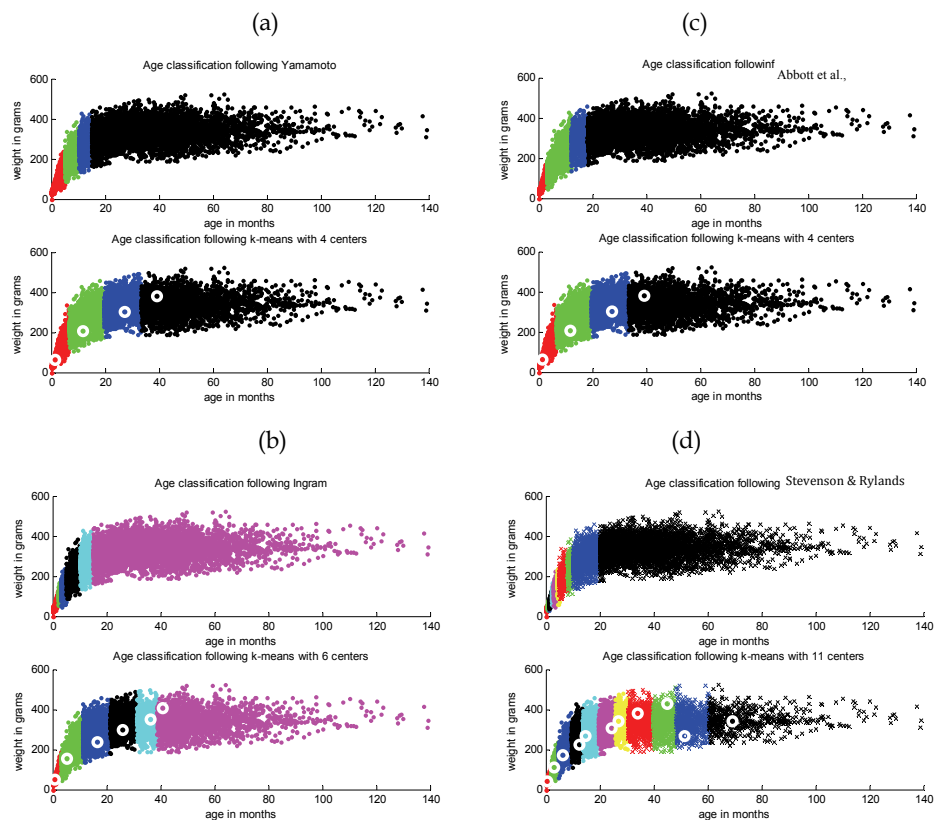 (a)
Age classification following Yamamoto
600
400
200
0
weight in grams
0 20 40 60 80 100 120 140
age in months
Age classification following k-means with 4 centers
600
400
200
0
weight in grams
0 20 40 60 80 100 120 140
age in months
(c)
Age classification followinf Abbott et al.,
600
400
200
0
weight in grams
0 20 40 60 80 100 120 140
age in months
Age classification following k-means with 4 centers
600
400
200
0
weight in grams
0 20 40 60 80 100 120 140
age in months
(b)
Age classification following Ingram
600
400
200
0
weight in grams
0 20 40 60 80 100 120 140
age in months
Age classification following k-means with 6 centers
600
400
200
0
weight in grams
0 20 40 60 80 100 120 140
age in months
(d)
Age classification following Stevenson & Rylands
600
400
200
0
weight in grams
0 20 40 60 80 100 120 140
age in months
Age classification following k-means with 11 centers
600
400
200
0
weight in grams
0 20 40 60 80 100 120 140
age in months